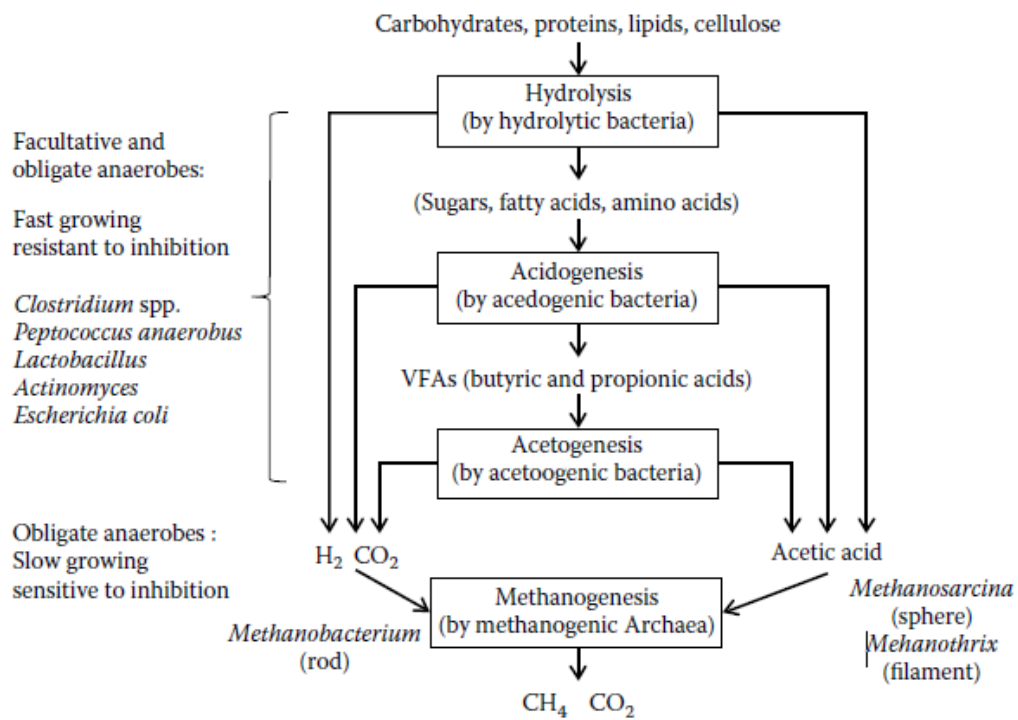 Carbohydrates, proteins, lipids, cellulose
Hydrolysis
(by hydrolytic bacteria)
Facultative and
obligate anaerobes:
(Sugars, fatty acids, amino acids)
Fast growing
resistant to inhibition
Acidogenesis
(by acedogenic bacteria)
Clostridium spp.
Peptococcus anaerobus
Lactobacillus
Actinomyces
Escherichia coli
VFAs (butyric and propionic acids)
Acetogenesis
(by acetoogenic bacteria)
Obligate anaerobes :
Slow growing
sensitive to inhibition
H₂ CO₂
Acetic acid
Methanogenesis
(by methanogenic Archaea)
Methanobacterium
(rod)
Methanosarcina
(sphere)
Mehanothrix
(filament)
CH₄ CO₂